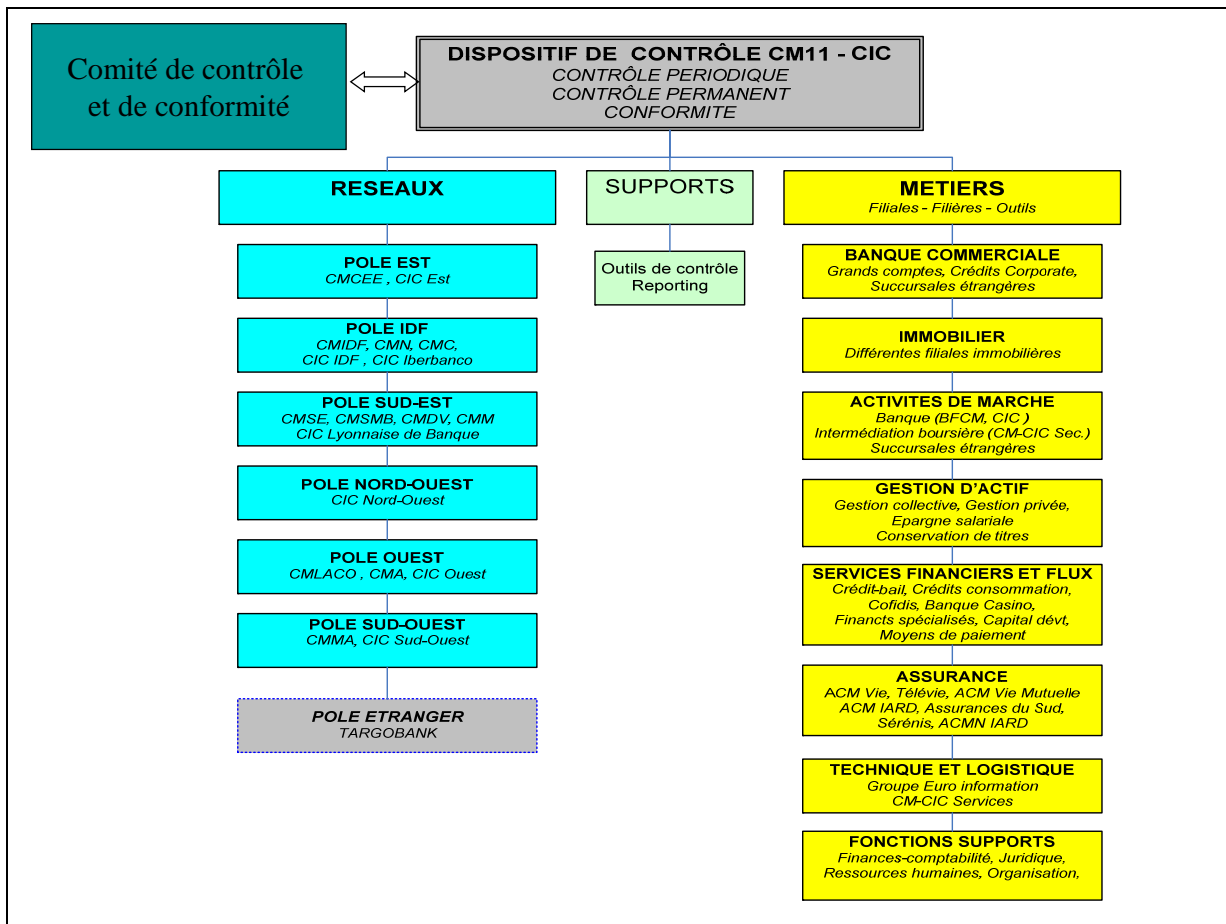 Comité de contrôle
et de conformité
DISPOSITIF DE CONTRÔLE CM11 - CIC
CONTRÔLE PERIODIQUE
CONTRÔLE PERMANENT
CONFORMITE
RESEAUX
POLE EST
CMCEE , CIC Est
POLE IDF
CMIDF, CMN, CMC,
CIC IDF , CIC Iberbanco
POLE SUD-EST
CMSE, CMSMB, CMDV, CMM
CIC Lyonnaise de Banque
POLE NORD-OUEST
CIC Nord-Ouest
POLE OUEST
CMLACO , CMA, CIC Ouest
POLE SUD-OUEST
CMMA, CIC Sud-Ouest
POLE ETRANGER
TARGOBANK
SUPPORTS
Outils de contrôle
Reporting
METIERS
Filiales - Filières - Outils
BANQUE COMMERCIALE
Grands comptes, Crédits Corporate,
Succursales étrangères
IMMOBILIER
Différentes filiales immobilières
ACTIVITES DE MARCHE
Banque (BFCM, CIC )
Intermédiation boursière (CM-CIC Sec.)
Succursales étrangères
GESTION D'ACTIF
Gestion collective, Gestion privée,
Epargne salariale
Conservation de titres
SERVICES FINANCIERS ET FLUX
Crédit-bail, Crédits consommation,
Cofidis, Banque Casino,
Financts spécialisés, Capital dévt,
Moyens de paiement
ASSURANCE
ACM Vie, Télévie, ACM Vie Mutuelle
ACM IARD, Assurances du Sud,
Sérénis, ACMN IARD
TECHNIQUE ET LOGISTIQUE
Groupe Euro information
CM-CIC Services
FONCTIONS SUPPORTS
Finances-comptabilité, Juridique,
Ressources humaines, Organisation,